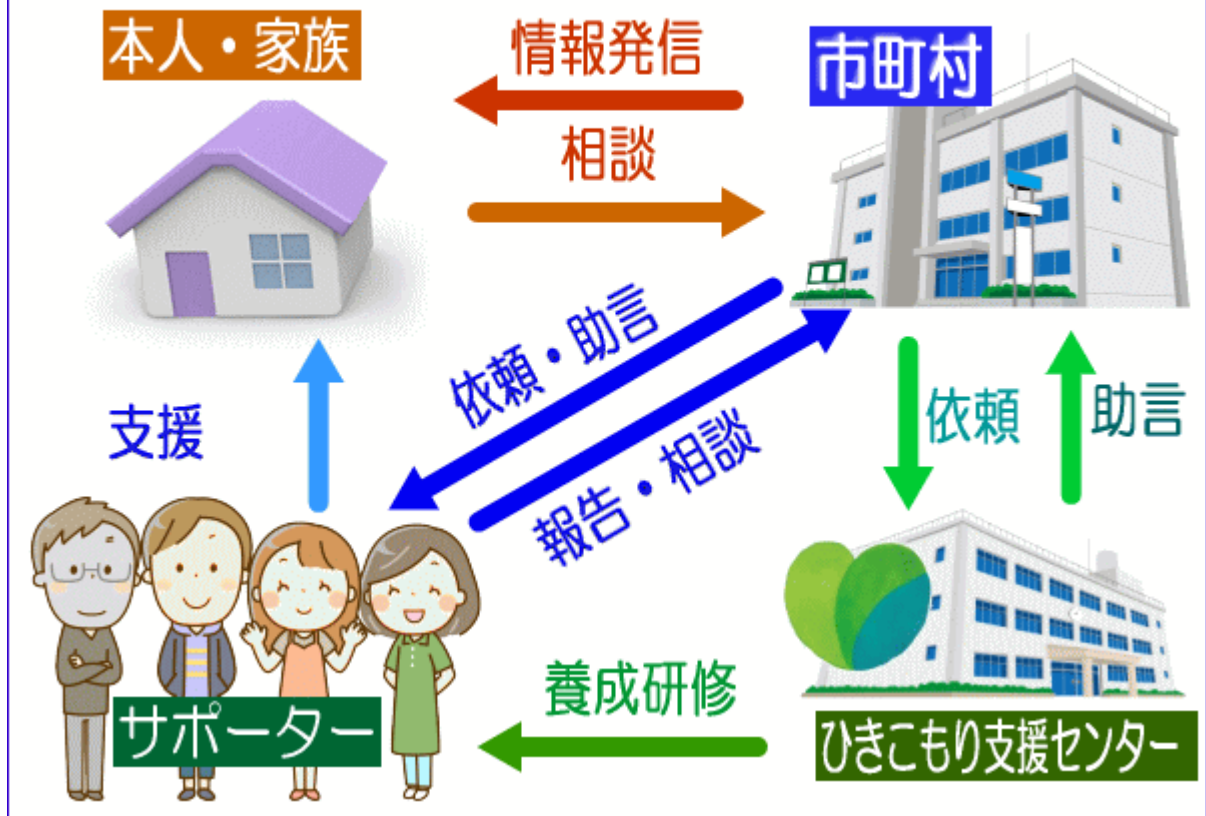 本人・家族
情報発信
市町村
相談
依頼・助言
報告・相談
支援
依頼
助言
サポーター
養成研修
ひきこもり支援センター